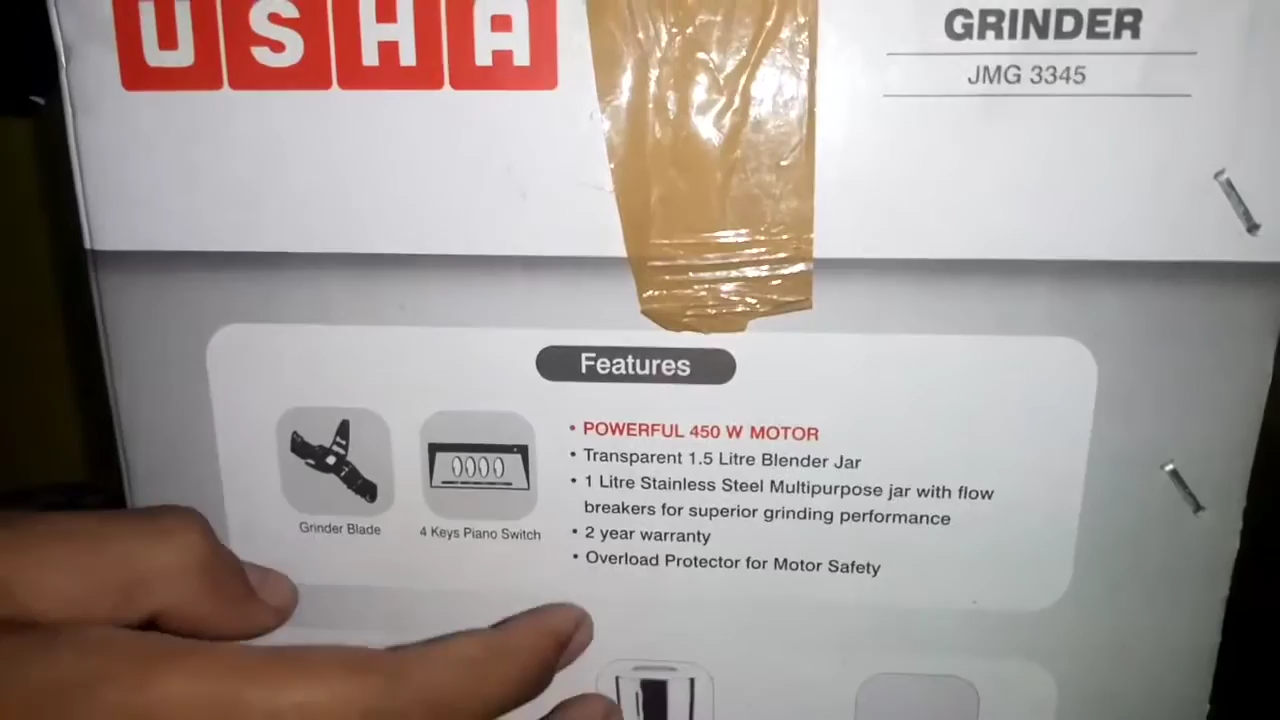 USHA
GRINDER
JMG 3345
Features
• POWERFUL 450 W MOTOR
• Transparent 1.5 Litre Blender Jar
• 1 Litre Stainless Steel Multipurpose jar with flow
breakers for superior grinding performance
• 2 year warranty
• Overload Protector for Motor Safety
Grinder Blade
4 Keys Piano Switch